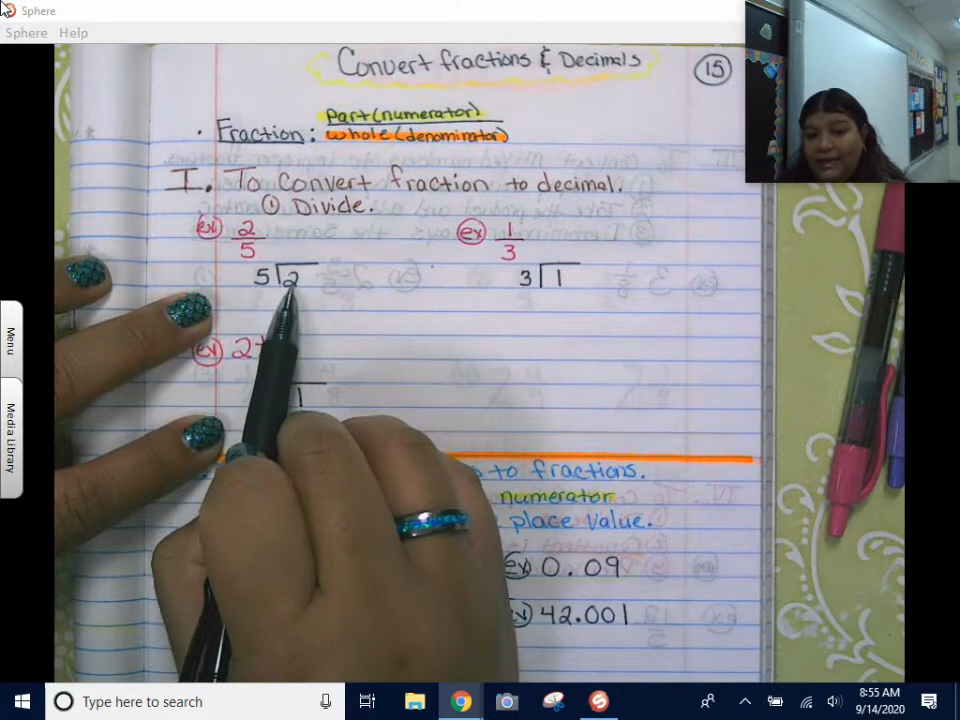 Sphere
Sphere Help
Convert fractions & Decimals
15
· Fraction: part(numerator)
whole(denominator)
I. To Convert fraction to decimal.
① Divide.
ex 2/5
ex 1/3
5 2
3 1
ex 2
1
to fractions.
numerator
place value.
ex 0.09
42.001
Menu
Media Library
Type here to search
8:55 AM
9/14/2020